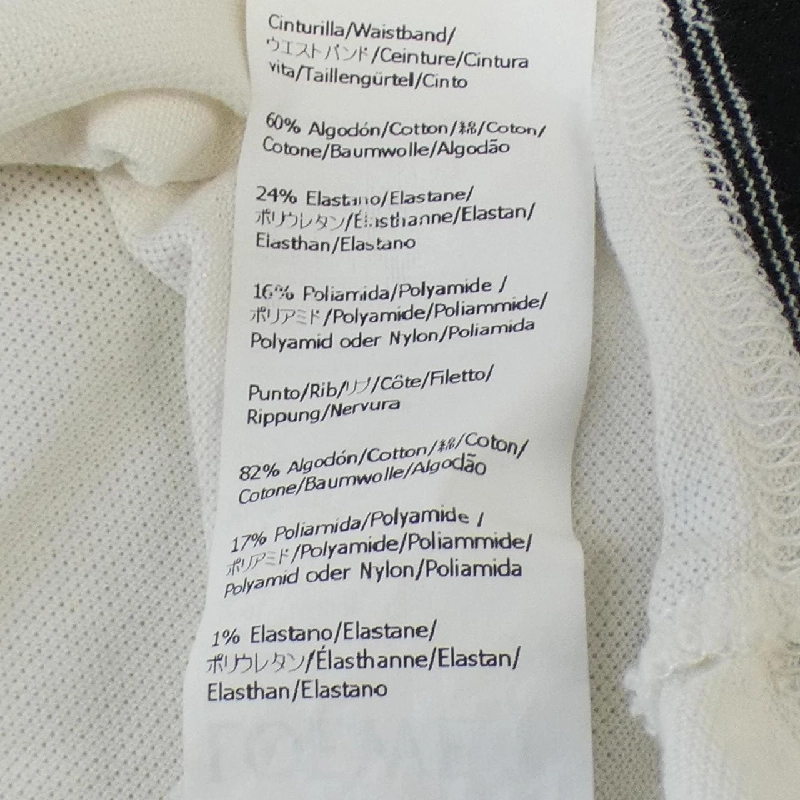 Cinturilla/Waistband/
ウエストバンド/Ceinture/Cintura
vita/Taillengürtel/Cinto
60% Algodón/Cotton/綿/Coton/
Cotone/Baumwolle/Algodão
24% Elastano/Elastane/
ポリウレタン/Élasthanne/Elastan/
Elasthan/Elastano
16% Poliamida/Polyamide /
ポリアミド/Polyamide/Poliammide/
Polyamid oder Nylon/Poliamida
Punto/Rib/リブ/Côte/Filetto/
Rippung/Nervura
82% Algodón/Cotton/綿/Coton/
Cotone/Baumwolle/Algodão
17% Poliamida/Polyamide /
ポリアミド/Polyamide/Poliammide/
Polyamid oder Nylon/Poliamida
1% Elastano/Elastane/
ポリウレタン/Élasthanne/Elastan/
Elasthan/Elastano